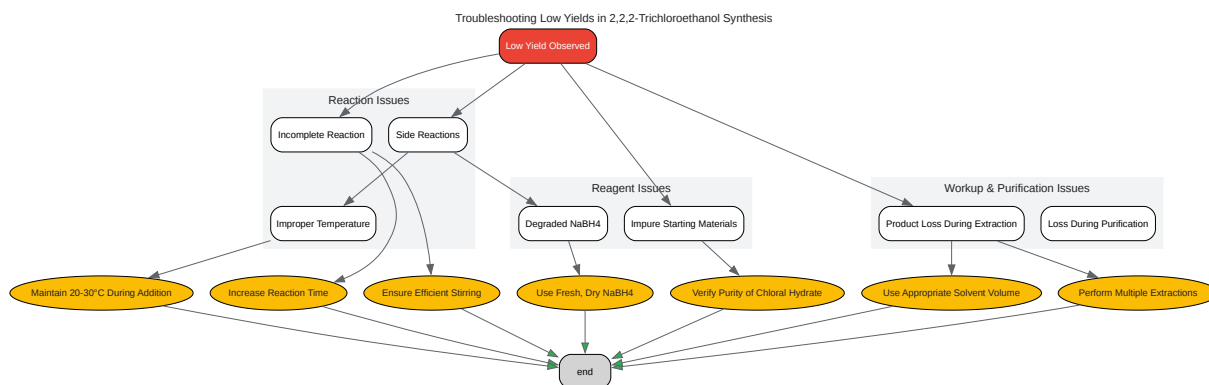 Troubleshooting Low Yields in 2,2,2-Trichloroethanol Synthesis
Low Yield Observed
Reaction Issues
Incomplete Reaction
Side Reactions
Reagent Issues
Workup & Purification Issues
Improper Temperature
Degraded NaBH4
Impure Starting Materials
Product Loss During Extraction
Loss During Purification
Maintain 20-30°C During Addition
Increase Reaction Time
Ensure Efficient Stirring
Use Fresh, Dry NaBH4
Verify Purity of Chloral Hydrate
Use Appropriate Solvent Volume
Perform Multiple Extractions
end